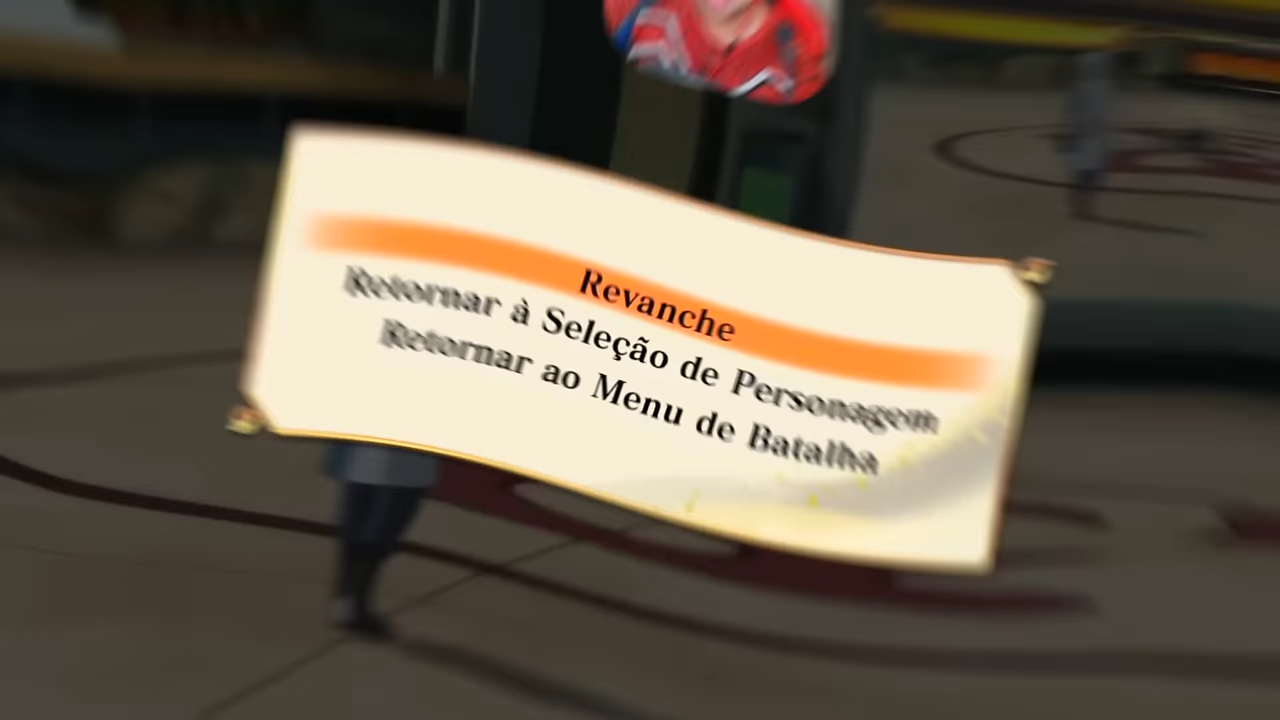 Revanche
Retornar à Seleção de Personagem
Retornar ao Menu de Batalha